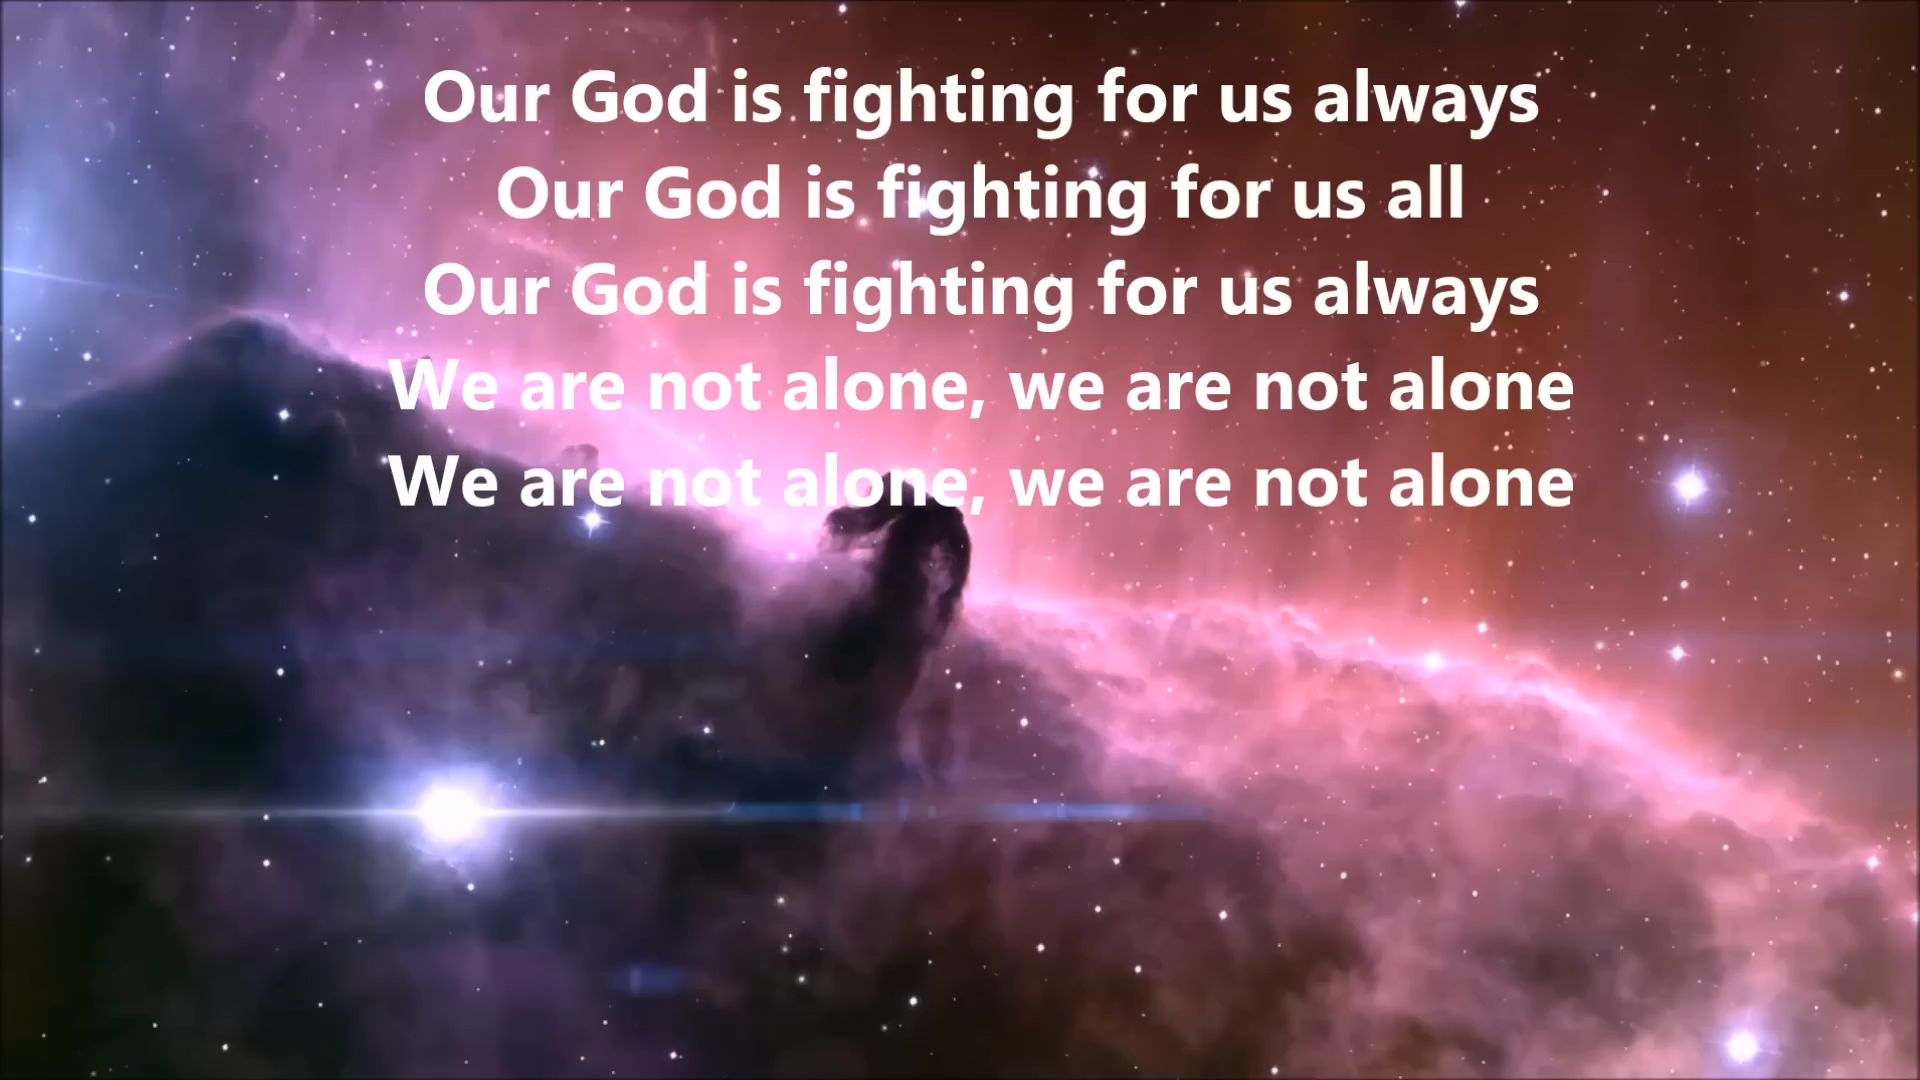 Our God is fighting for us always
Our God is fighting for us all
Our God is fighting for us always
We are not alone, we are not alone
We are not alone, we are not alone